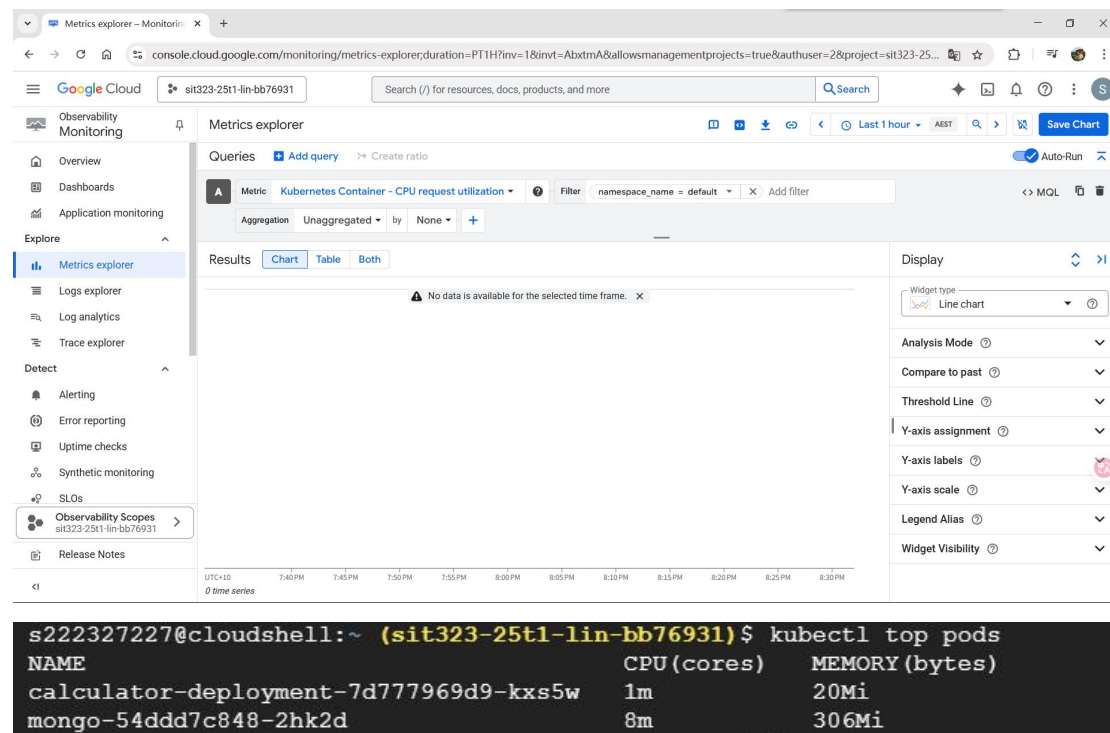 Metrics explorer – Monitoring
console.cloud.google.com/monitoring/metrics-explorer;duration=PT1H?inv=1&invt=AbxtmA&allowsmanagementprojects=true&authuser=2&project=sit323-25...
Google Cloud sit323-25t1-lin-bb76931 Search (/) for resources, docs, products, and more Search S
Observability
Monitoring
Metrics explorer Last 1 hour AEST Save Chart
Overview
Dashboards
Application monitoring
Explore
Metrics explorer
Logs explorer
Log analytics
Trace explorer
Detect
Alerting
Error reporting
Uptime checks
Synthetic monitoring
SLOs
Observability Scopes
sit323-25t1-lin-bb76931
Release Notes
Queries Add query Create ratio Auto-Run
A Metric Kubernetes Container - CPU request utilization Filter namespace_name = default Add filter <> MQL
Aggregation Unaggregated by None
Results Chart Table Both
No data is available for the selected time frame.
UTC+10 7:40 PM 7:45 PM 7:50 PM 7:55 PM 8:00 PM 8:05 PM 8:10 PM 8:15 PM 8:20 PM 8:25 PM 8:30 PM
0 time series
Display
Widget type
Line chart
Analysis Mode
Compare to past
Threshold Line
Y-axis assignment
Y-axis labels
Y-axis scale
Legend Alias
Widget Visibility
s222327227@cloudshell:~ (sit323-25t1-lin-bb76931)$ kubectl top pods
NAME CPU(cores) MEMORY(bytes)
calculator-deployment-7d777969d9-kxs5w 1m 20Mi
mongo-54ddd7c848-2hk2d 8m 306Mi